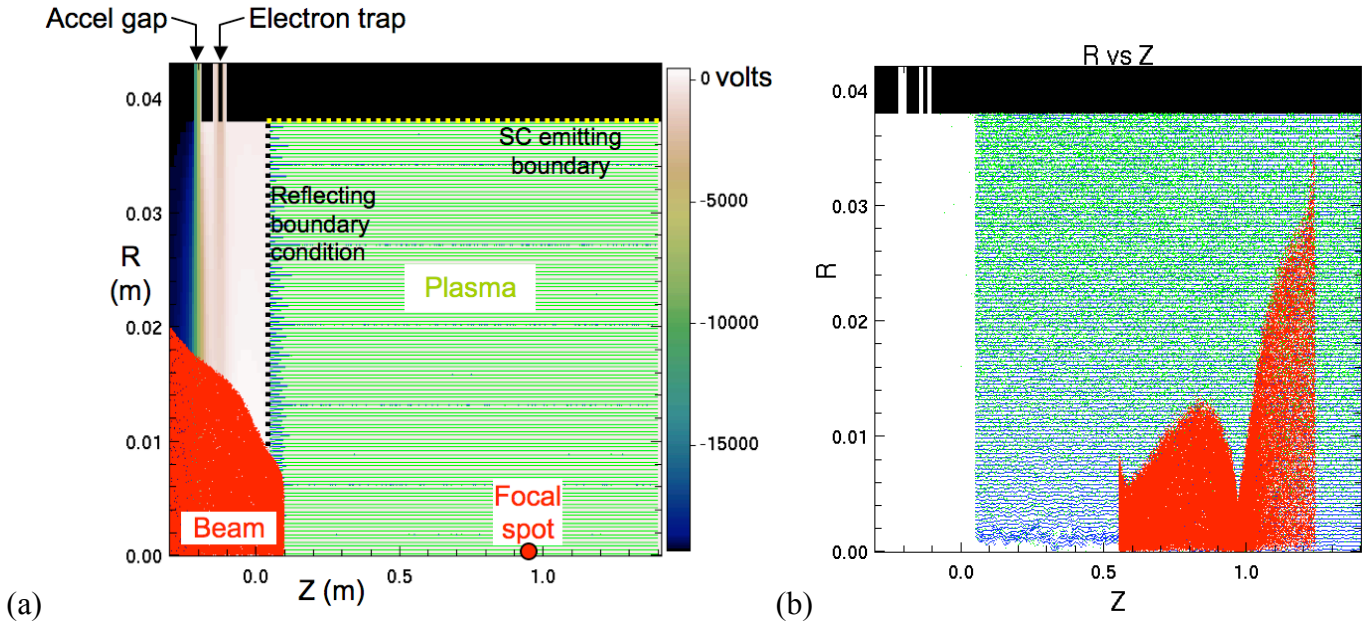 Accel gap
Electron trap
0 volts
0.04
SC emitting
boundary
Reflecting
boundary
condition
0.03
-5000
R
(m)
Plasma
0.02
-10000
0.01
-15000
Beam
Focal
spot
0.00
0.0
0.5
1.0
Z (m)
(a)
R vs Z
0.04
0.03
R
0.02
0.01
0.00
0.0
0.5
1.0
Z
(b)